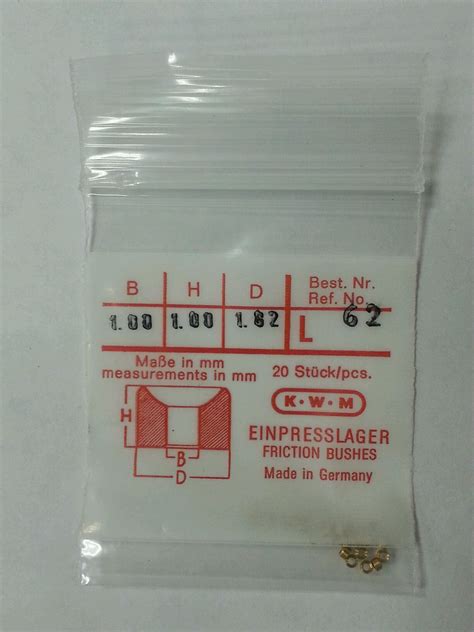 B H D Best. Nr.
Ref. No.
1.00 1.00 1.62 L 62
Maße in mm
measurements in mm 20 Stück/pcs.
K·W·M
H
B
D
EINPRESSLAGER
FRICTION BUSHES
Made in Germany